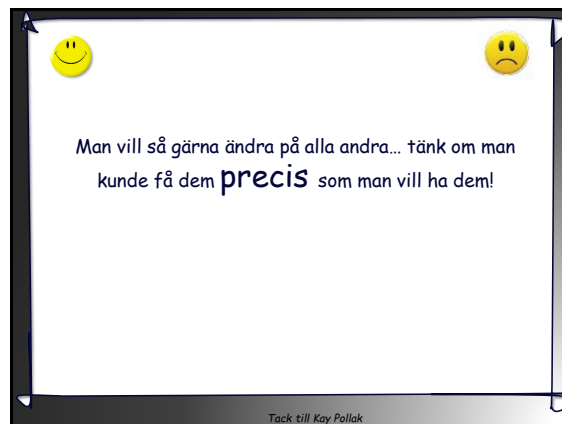 Man vill så gärna ändra på alla andra… tänk om man
kunde få dem precis som man vill ha dem!
Tack till Kay Pollak